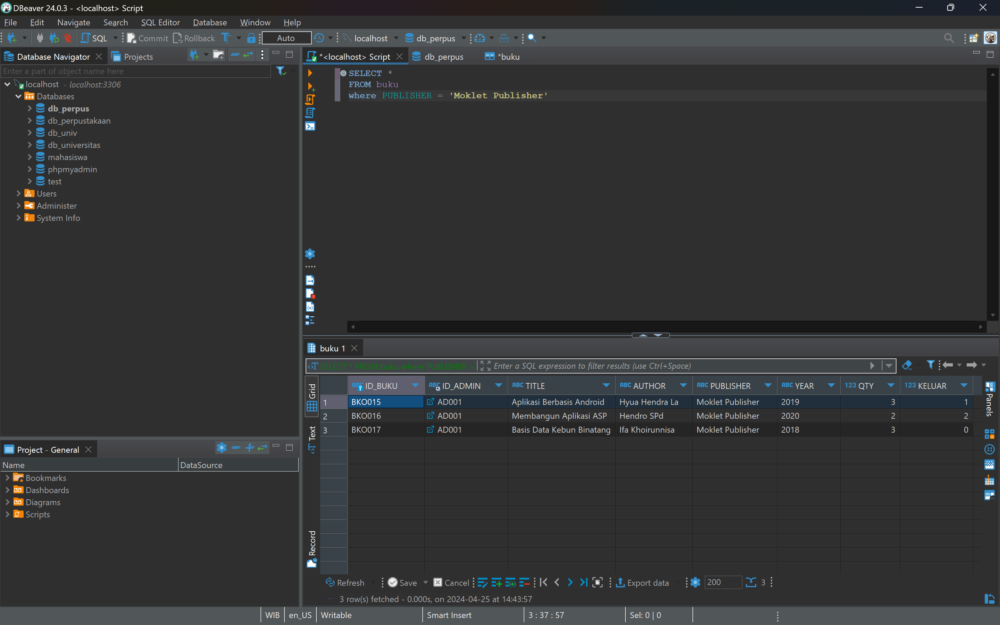 DBeaver 24.0.3 - <localhost> Script
File Edit Navigate Search SQL Editor Database Window Help
SQL Commit Rollback Auto localhost db_perpus
Database Navigator Projects
Enter a part of object name here
localhost - localhost:3306
Databases
db_perpus
db_perpustakaan
db_univ
db_universitas
mahasiswa
phpmyadmin
test
Users
Administer
System Info
Project - General
Name DataSource
Bookmarks
Dashboards
Diagrams
Scripts
*<localhost> Script db_perpus *buku
SELECT *
FROM buku
where PUBLISHER = 'Moklet Publisher'
buku 1
SELECT * FROM buku where PUBLISHER = Enter a SQL expression to filter results (use Ctrl+Space)
Grid
Text
Record
ABC ID_BUKU ABC ID_ADMIN ABC TITLE ABC AUTHOR ABC PUBLISHER ABC YEAR 123 QTY 123 KELUAR
1 BKO015 AD001 Aplikasi Berbasis Android Hyua Hendra La Moklet Publisher 2019 3 1
2 BKO016 AD001 Membangun Aplikasi ASP Hendro SPd Moklet Publisher 2020 2 2
3 BKO017 AD001 Basis Data Kebun Binatang Ifa Khoirunnisa Moklet Publisher 2018 3 0
Panels
Refresh Save Cancel Export data 200 3
3 row(s) fetched - 0.000s, on 2024-04-25 at 14:43:57
WIB en_US Writable Smart Insert 3 : 37 : 57 Sel: 0 | 0